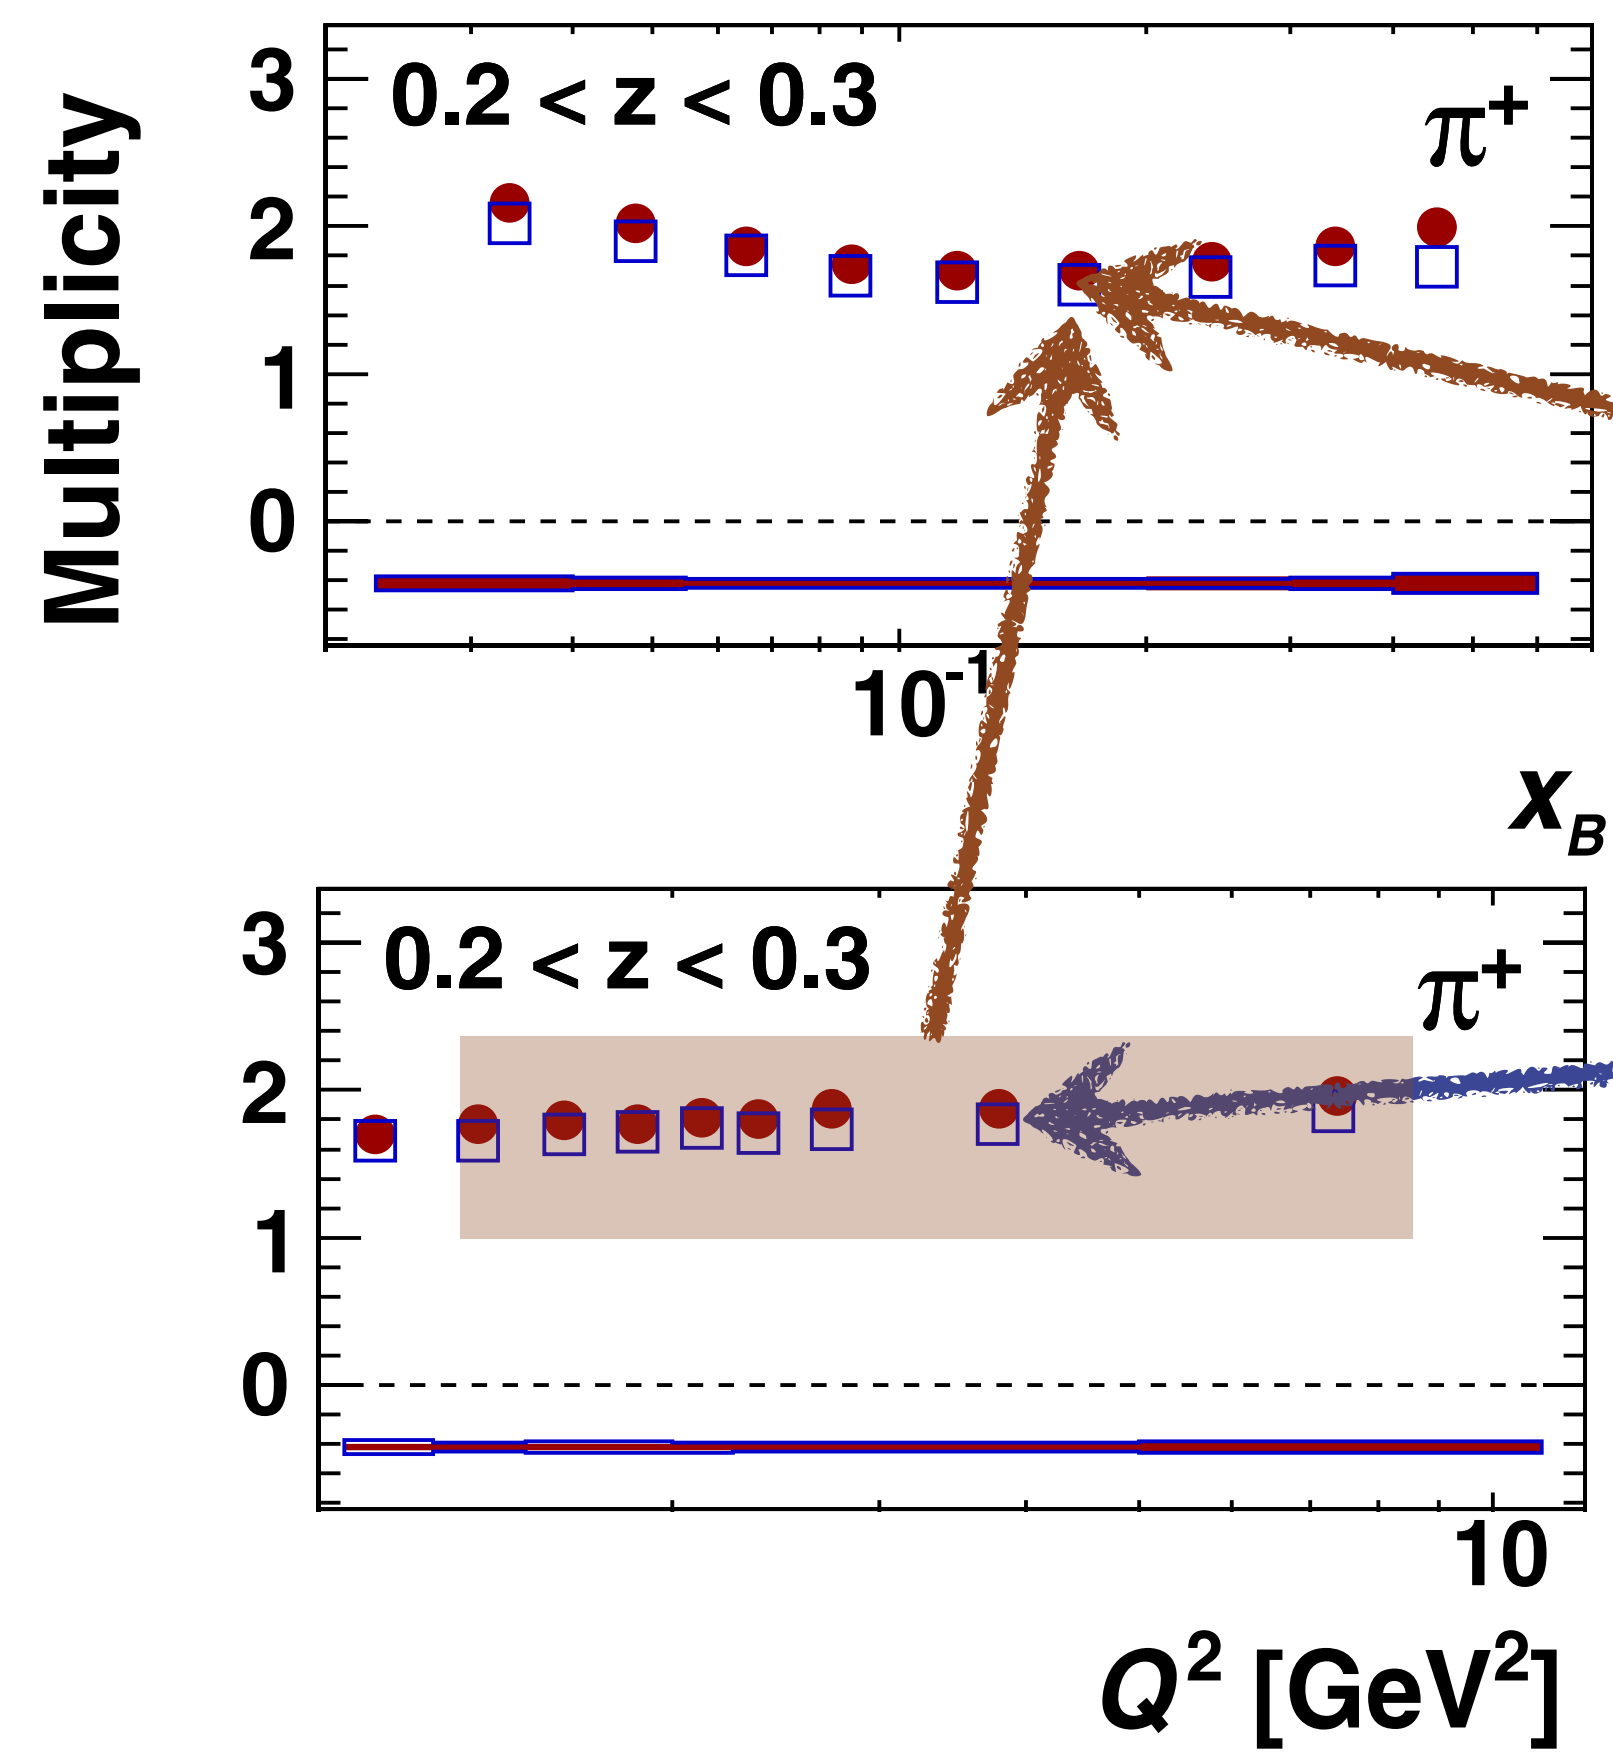 Multiplicity
3
0.2 < z < 0.3
π⁺
2
1
0
10⁻¹
x_B
3
0.2 < z < 0.3
π⁺
2
1
0
10
Q² [GeV²]